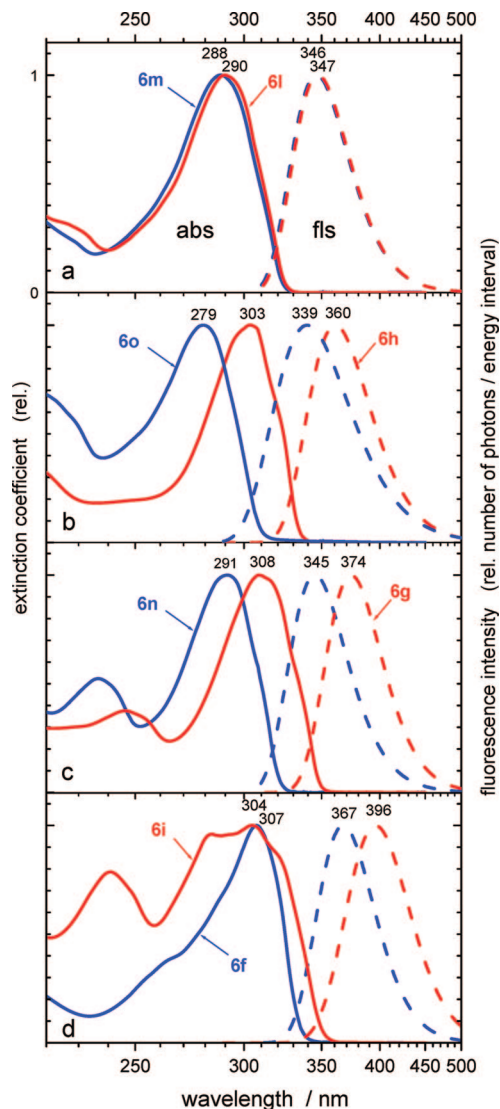 250 300 350 400 450 500
288 346
290 347
6m 6l
1
abs fls
a
0
279 303 339 360
6o 6h
b
291 308 345 374
6n 6g
c
304
307 367 396
6i
6f
d
250 300 350 400 450 500
wavelength / nm
extinction coefficient (rel.)
fluorescence intensity (rel. number of photons / energy interval)